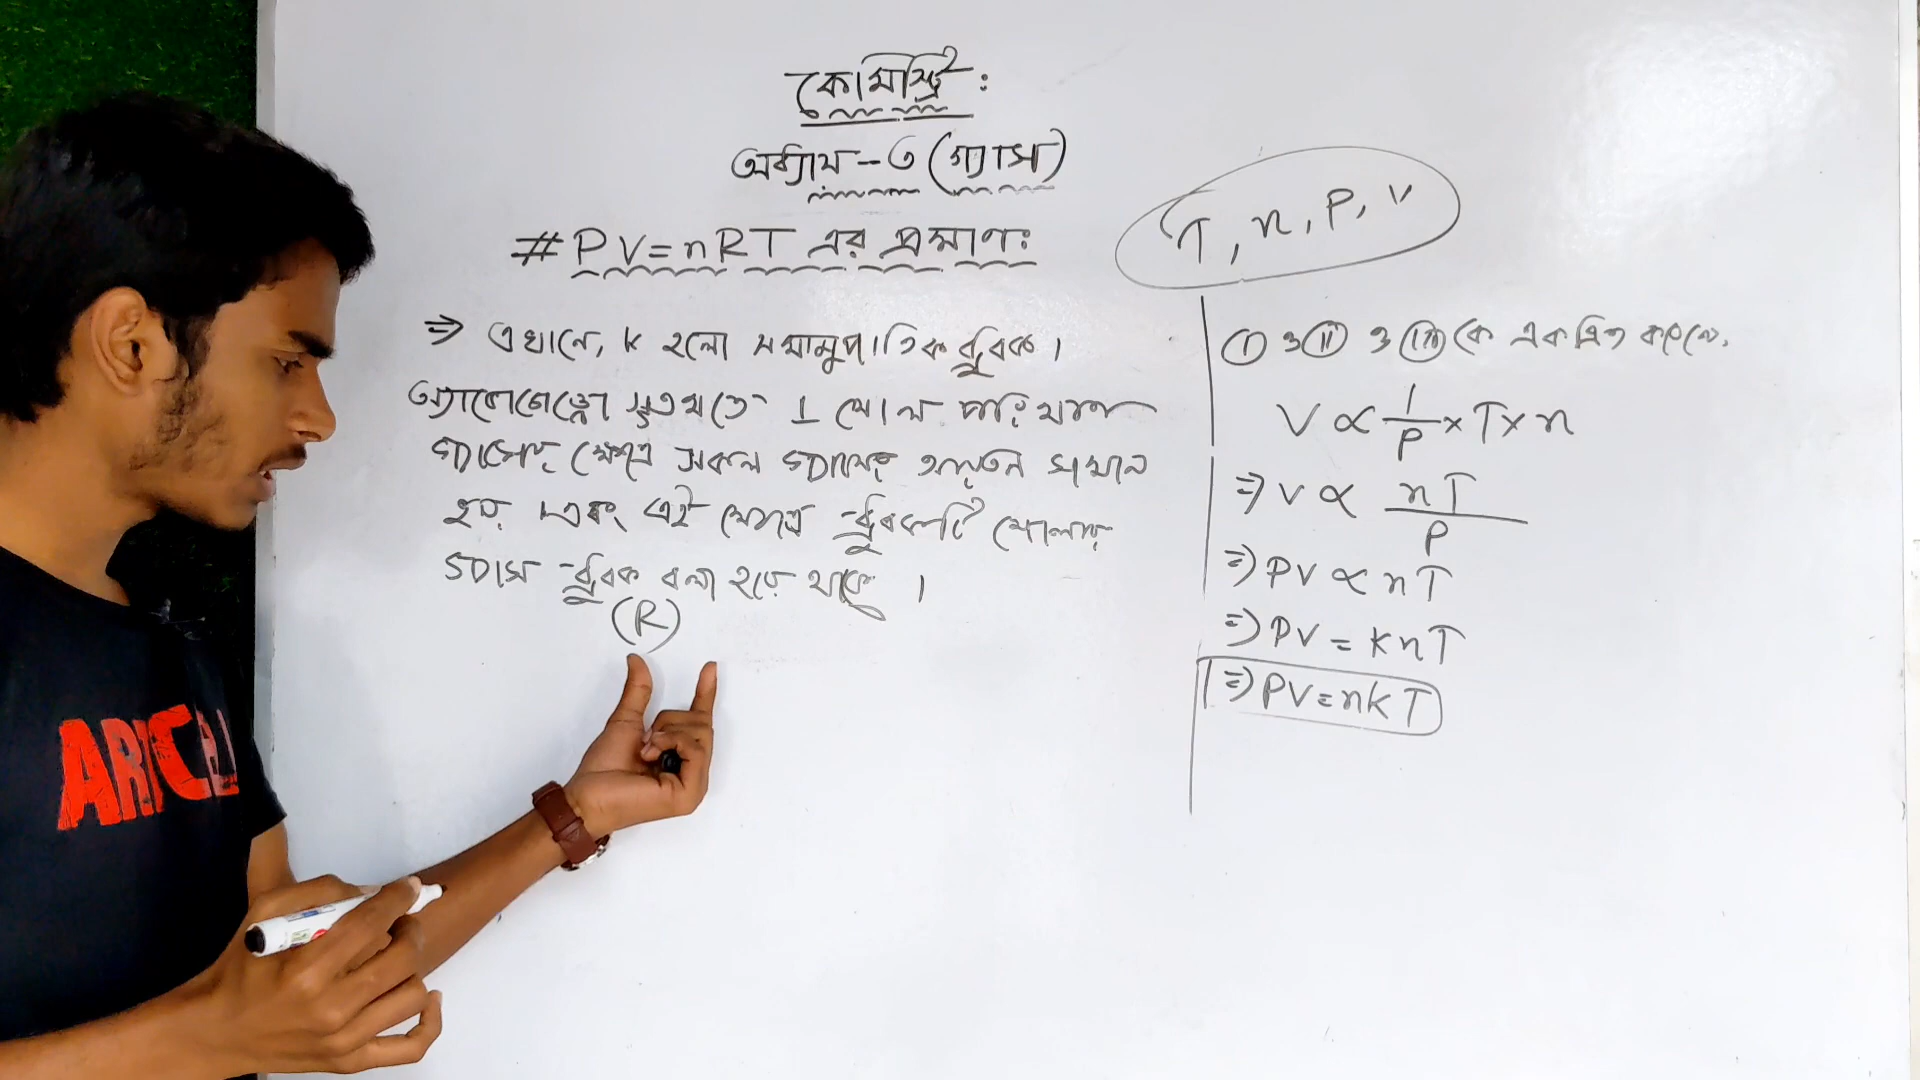 কেমিস্ট্রি :
অধ্যায় - ৩ (গ্যাস)
# PV = nRT এর প্রমাণ:
⇒ এখানে, K হলো সমানুপাতিক ধ্রুবক।
অ্যাভোগেড্রো সূত্রমতে 1 মোল পরিমাণ
গ্যাসের ক্ষেত্রে সকল গ্যাসের আয়তন সমান
হয়। এবং এই ক্ষেত্রে ধ্রুবকটি মোলার
গ্যাস ধ্রুবক বলা হয়ে থাকে।
(R)
T, n, P, V
(i) ও (ii) ও (iii) কে একত্রিত করলে,
V ∝ 1/P × T × n
⇒ V ∝ nT/P
⇒ PV ∝ nT
⇒ PV = KnT
⇒ PV = nKT
ARTCELL